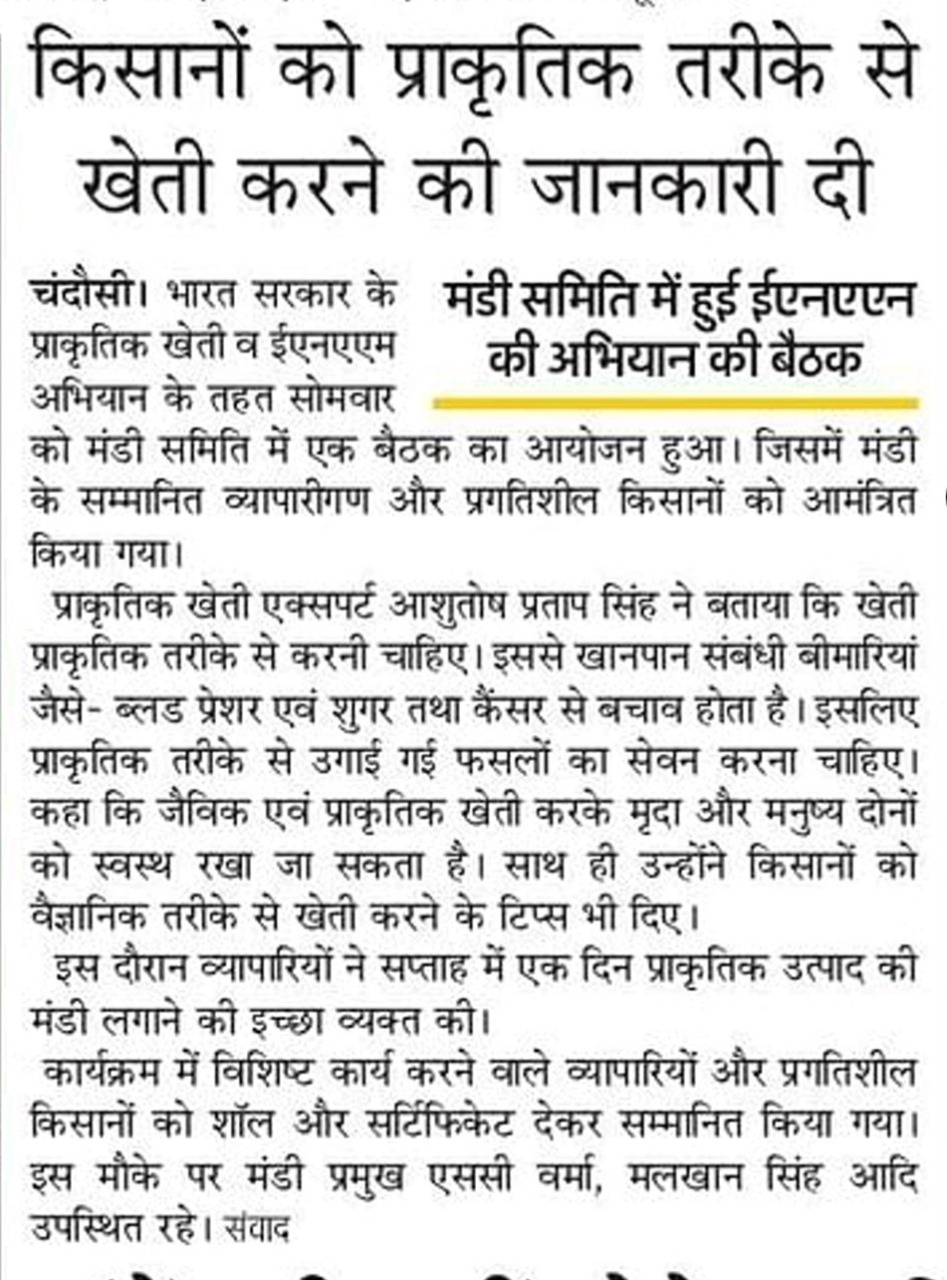 किसानों को प्राकृतिक तरीके से
खेती करने की जानकारी दी
मंडी समिति में हुई ईएनएएन
की अभियान की बैठक
चंदौसी। भारत सरकार के
प्राकृतिक खेती व ईएनएएम
अभियान के तहत सोमवार
को मंडी समिति में एक बैठक का आयोजन हुआ। जिसमें मंडी
के सम्मानित व्यापारीगण और प्रगतिशील किसानों को आमंत्रित
किया गया।
प्राकृतिक खेती एक्सपर्ट आशुतोष प्रताप सिंह ने बताया कि खेती
प्राकृतिक तरीके से करनी चाहिए। इससे खानपान संबंधी बीमारियां
जैसे- ब्लड प्रेशर एवं शुगर तथा कैंसर से बचाव होता है। इसलिए
प्राकृतिक तरीके से उगाई गई फसलों का सेवन करना चाहिए।
कहा कि जैविक एवं प्राकृतिक खेती करके मृदा और मनुष्य दोनों
को स्वस्थ रखा जा सकता है। साथ ही उन्होंने किसानों को
वैज्ञानिक तरीके से खेती करने के टिप्स भी दिए।
इस दौरान व्यापारियों ने सप्ताह में एक दिन प्राकृतिक उत्पाद की
मंडी लगाने की इच्छा व्यक्त की।
कार्यक्रम में विशिष्ट कार्य करने वाले व्यापारियों और प्रगतिशील
किसानों को शॉल और सर्टिफिकेट देकर सम्मानित किया गया।
इस मौके पर मंडी प्रमुख एससी वर्मा, मलखान सिंह आदि
उपस्थित रहे। संवाद